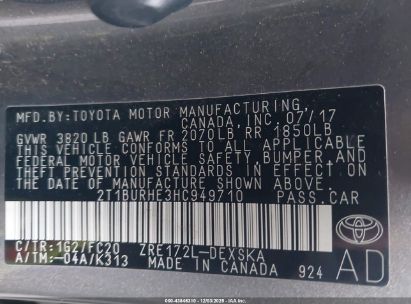 MFD. BY: TOYOTA MOTOR MANUFACTURING,
CANADA, INC. 07/17
GVWR 3820 LB GAWR FR 2070LB RR 1850LB
THIS VEHICLE CONFORMS TO ALL APPLICABLE
FEDERAL MOTOR VEHICLE SAFETY, BUMPER, AND
THEFT PREVENTION STANDARDS IN EFFECT ON
THE DATE OF MANUFACTURE SHOWN ABOVE.
2T1BURHE3HC949710 PASS.CAR
C/TR:1G2/FC20 ZRE172L-DEXSKA
A/TM:-04A/K313
MADE IN CANADA 924
TOYOTA
AD